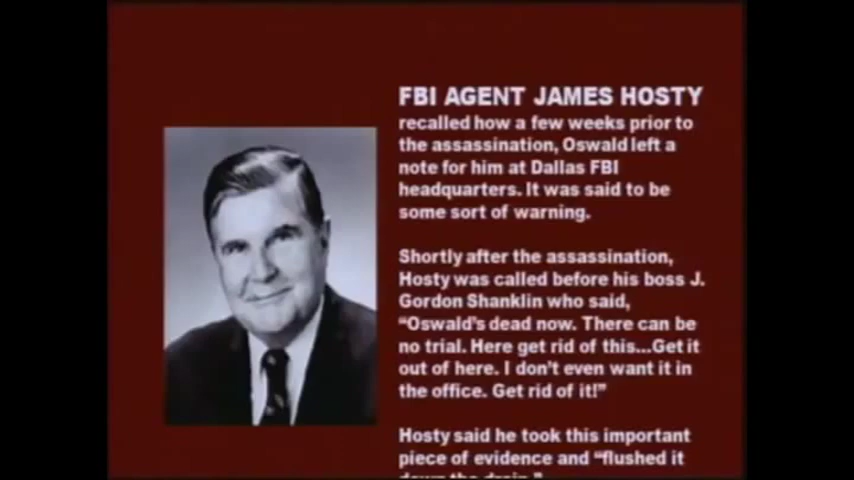 FBI AGENT JAMES HOSTY
recalled how a few weeks prior to
the assassination, Oswald left a
note for him at Dallas FBI
headquarters. It was said to be
some sort of warning.
Shortly after the assassination,
Hosty was called before his boss J.
Gordon Shanklin who said,
“Oswald’s dead now. There can be
no trial. Here get rid of this...Get it
out of here. I don’t even want it in
the office. Get rid of it!”
Hosty said he took this important
piece of evidence and “flushed it
down the drain.”